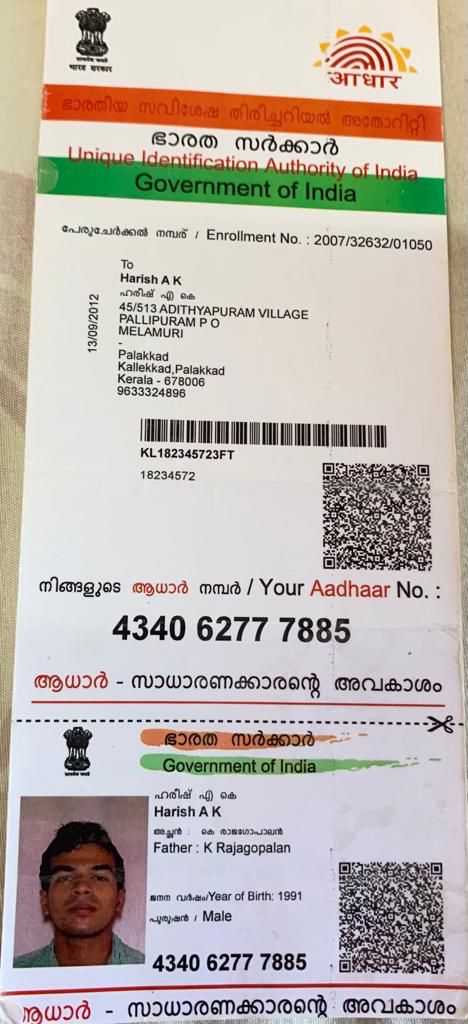 भारत सरकार
आधार
ഭാരതിയ സവിശേഷ തിരിച്ചറിയൽ അതോറിറ്റി
ഭാരത സർക്കാർ
Unique Identification Authority of India
Government of India
പേരുചേർക്കൽ നമ്പര് / Enrollment No. : 2007/32632/01050
13/09/2012
To
Harish A K
ഹരീഷ് എ കെ
45/513 ADITHYAPURAM VILLAGE
PALLIPURAM P O
MELAMURI
-
Palakkad
Kallekkad,Palakkad
Kerala - 678006
9633324896
KL182345723FT
18234572
നിങ്ങളുടെ ആധാർ നമ്പർ / Your Aadhaar No. :
4340 6277 7885
ആധാർ - സാധാരണക്കാരന്റെ അവകാശം
ഭാരത സർക്കാർ
Government of India
ഹരീഷ് എ കെ
Harish A K
അച്ഛൻ : കെ രാജഗോപാലൻ
Father : K Rajagopalan
ജനന വർഷം/Year of Birth: 1991
പുരുഷൻ / Male
4340 6277 7885
ആധാർ - സാധാരണക്കാരന്റെ അവകാശം